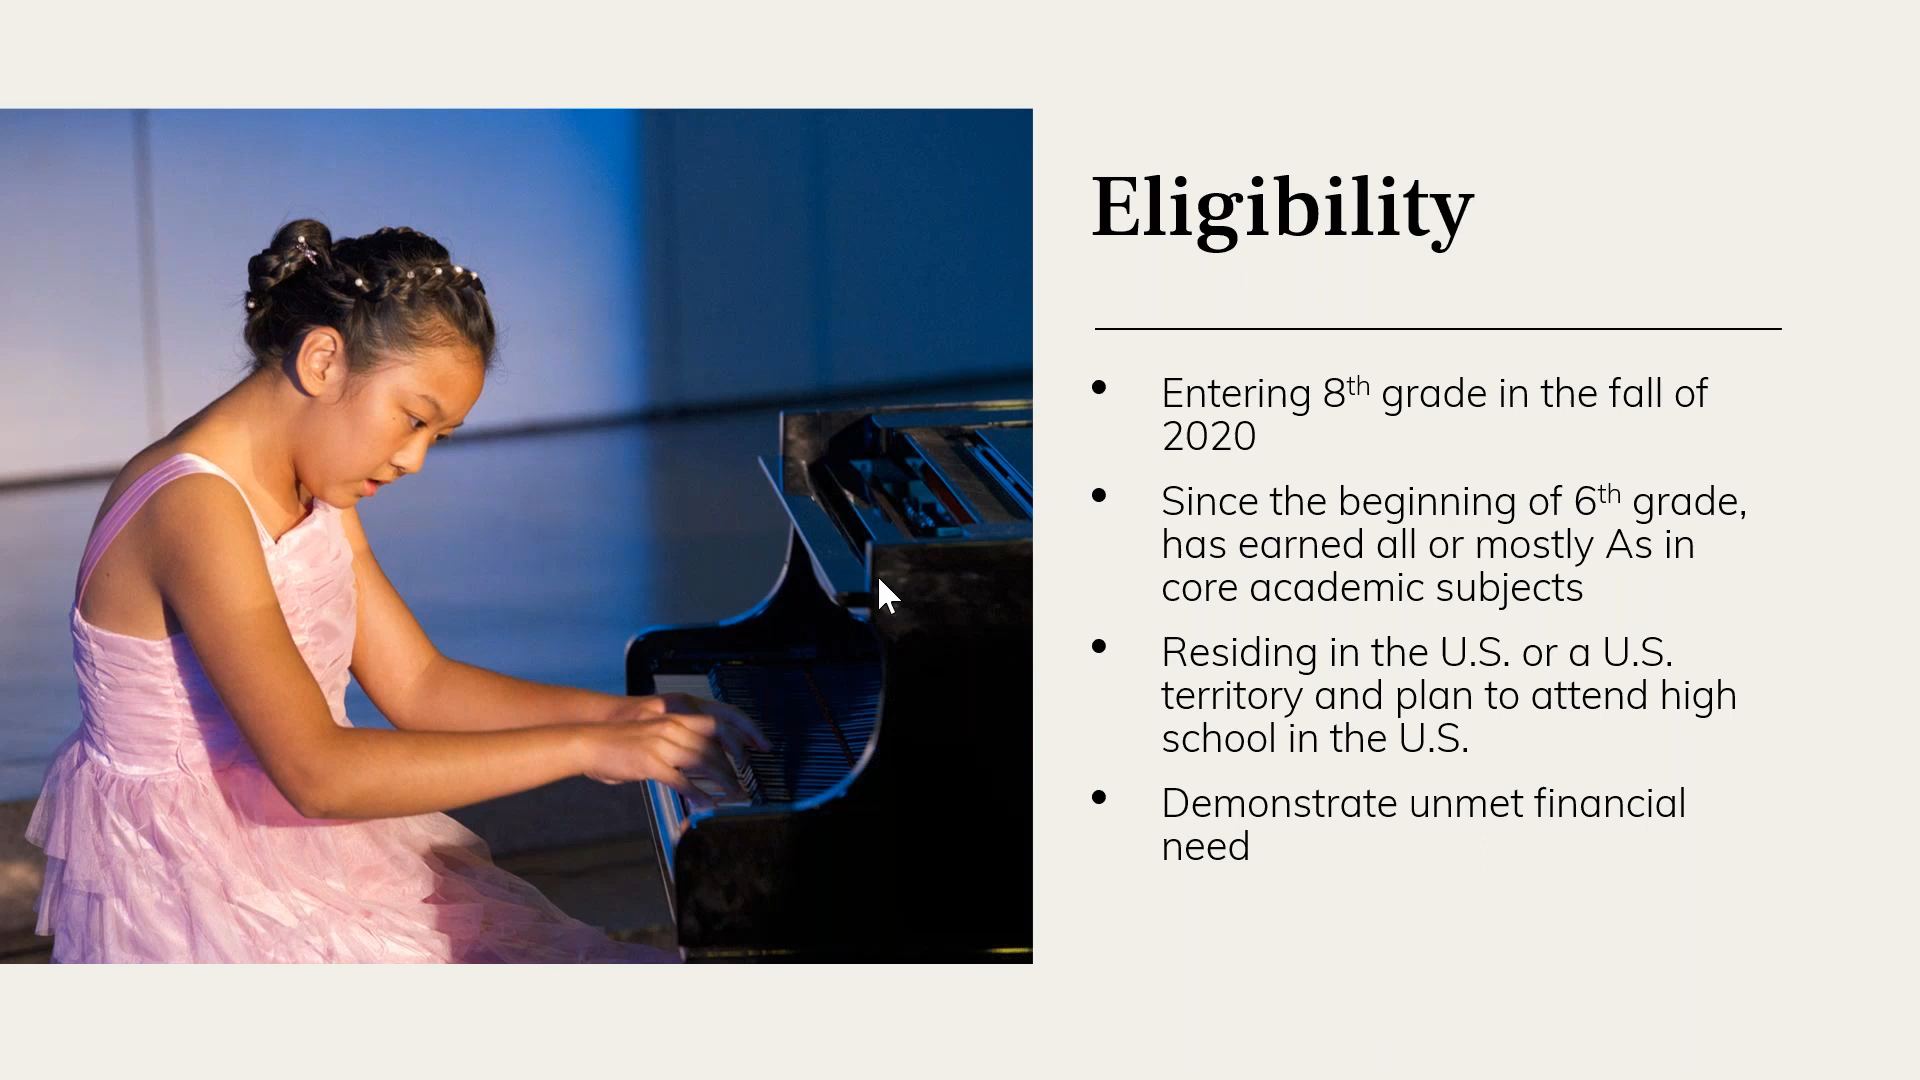 Eligibility
• Entering 8th grade in the fall of
2020
• Since the beginning of 6th grade,
has earned all or mostly As in
core academic subjects
• Residing in the U.S. or a U.S.
territory and plan to attend high
school in the U.S.
• Demonstrate unmet financial
need